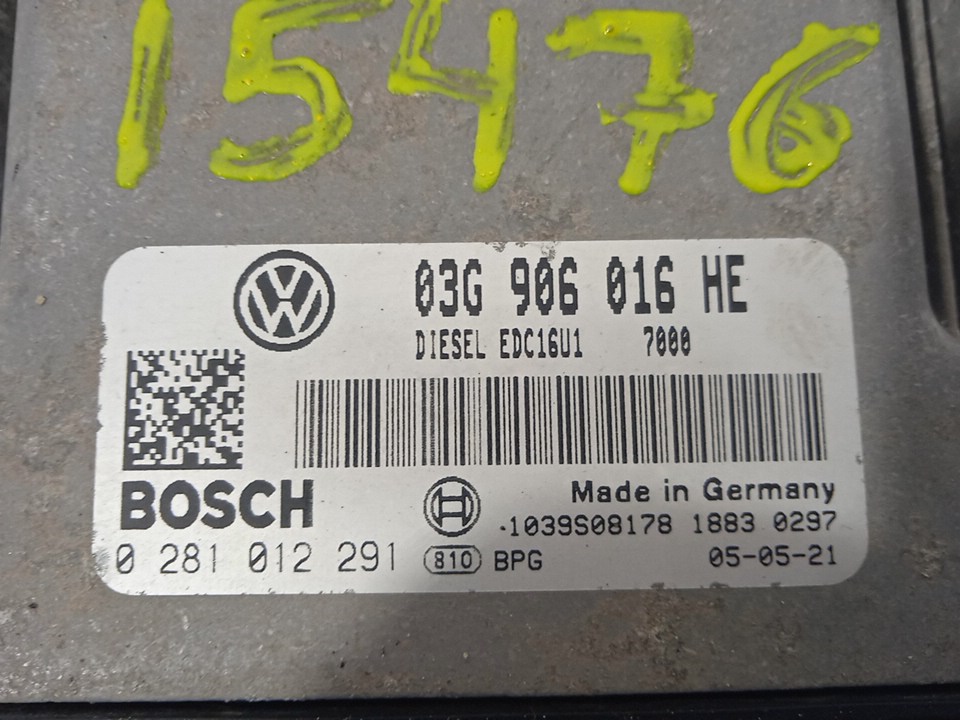 15476
03G 906 016 HE
DIESEL EDC16U1 7000
BOSCH
Made in Germany
·1039S08178 1883 0297
0 281 012 291 810 BPG 05-05-21